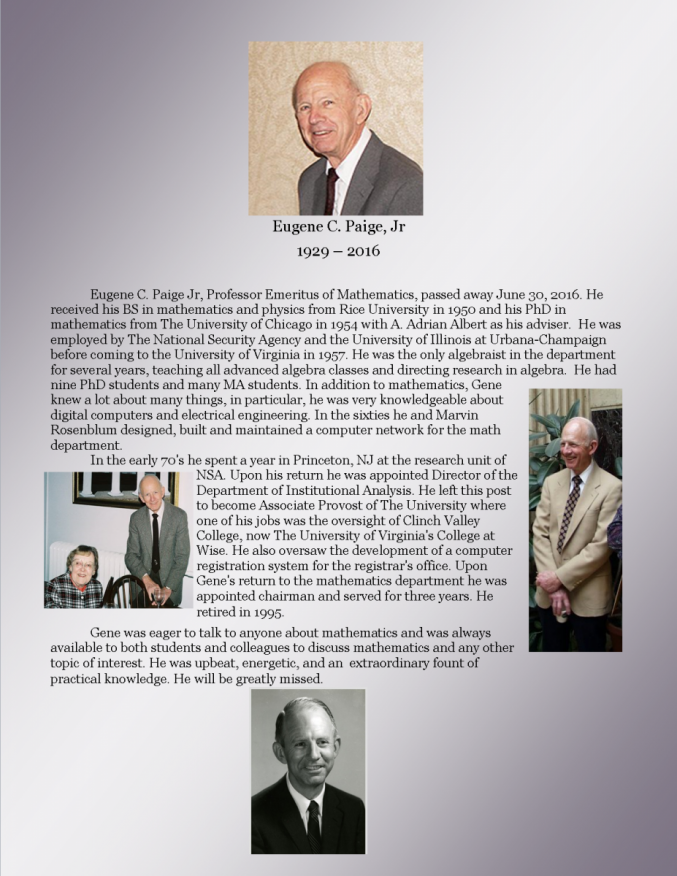 Eugene C. Paige, Jr
1929 – 2016
Eugene C. Paige Jr, Professor Emeritus of Mathematics, passed away June 30, 2016. He
received his BS in mathematics and physics from Rice University in 1950 and his PhD in
mathematics from The University of Chicago in 1954 with A. Adrian Albert as his adviser. He was
employed by The National Security Agency and the University of Illinois at Urbana-Champaign
before coming to the University of Virginia in 1957. He was the only algebraist in the department
for several years, teaching all advanced algebra classes and directing research in algebra. He had
nine PhD students and many MA students. In addition to mathematics, Gene
knew a lot about many things, in particular, he was very knowledgeable about
digital computers and electrical engineering. In the sixties he and Marvin
Rosenblum designed, built and maintained a computer network for the math
department.
In the early 70's he spent a year in Princeton, NJ at the research unit of
NSA. Upon his return he was appointed Director of the
Department of Institutional Analysis. He left this post
to become Associate Provost of The University where
one of his jobs was the oversight of Clinch Valley
College, now The University of Virginia's College at
Wise. He also oversaw the development of a computer
registration system for the registrar's office. Upon
Gene's return to the mathematics department he was
appointed chairman and served for three years. He
retired in 1995.
Gene was eager to talk to anyone about mathematics and was always
available to both students and colleagues to discuss mathematics and any other
topic of interest. He was upbeat, energetic, and an extraordinary fount of
practical knowledge. He will be greatly missed.